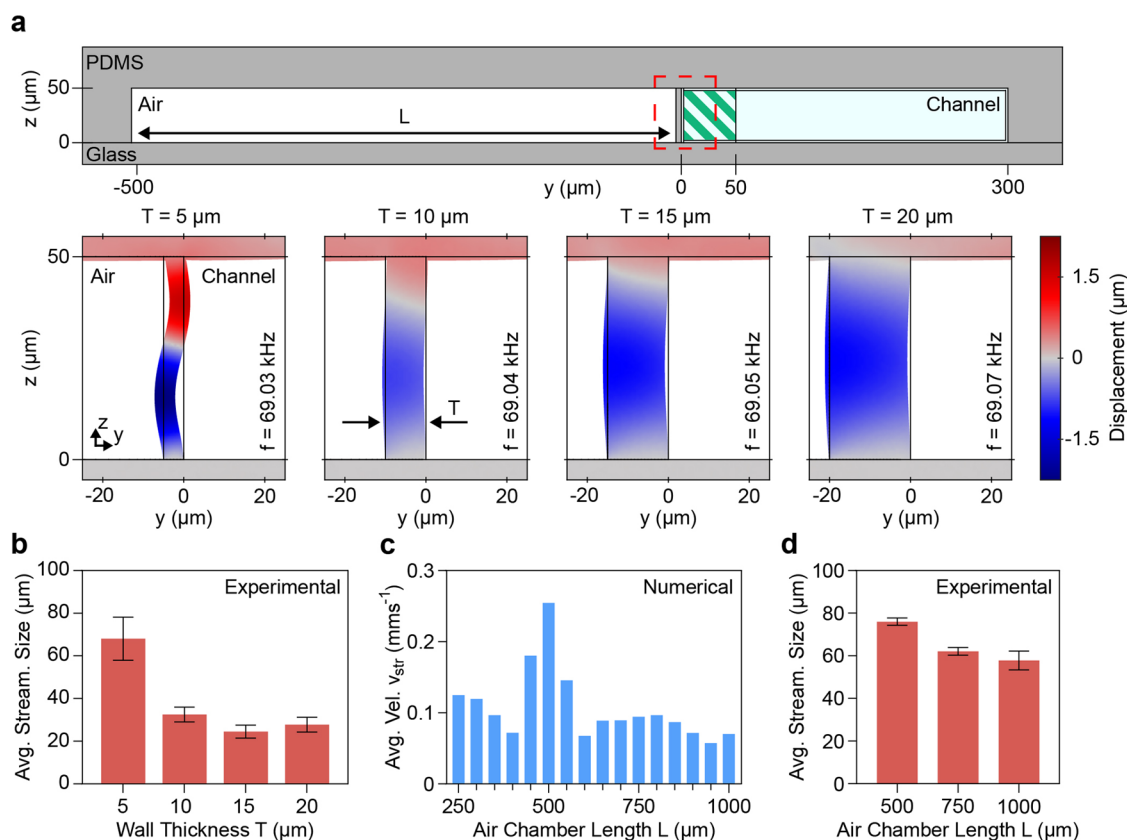 a
PDMS
z (µm)
50
0
Air
L
Channel
Glass
-500
y (µm)
0
50
300
T = 5 µm
T = 10 µm
T = 15 µm
T = 20 µm
z (µm)
50
0
Air
Channel
f = 69.03 kHz
z
y
-20
0
20
y (µm)
T
f = 69.04 kHz
-20
0
20
y (µm)
f = 69.05 kHz
-20
0
20
y (µm)
f = 69.07 kHz
-20
0
20
y (µm)
1.5
0
-1.5
Displacement (µm)
b
Experimental
Avg. Stream. Size (µm)
100
80
60
40
20
0
5
10
15
20
Wall Thickness T (µm)
c
Numerical
Avg. Vel. vstr (mms-1)
0.3
0.2
0.1
0
250
500
750
1000
Air Chamber Length L (µm)
d
Experimental
Avg. Stream. Size (µm)
100
80
60
40
20
0
500
750
1000
Air Chamber Length L (µm)